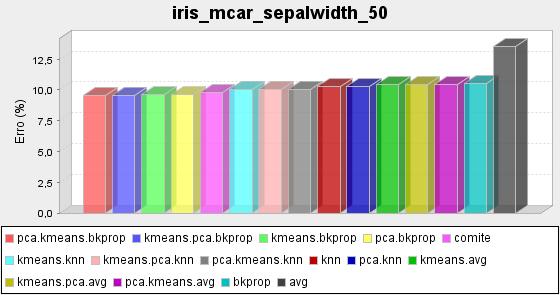 iris_mcar_sepalwidth_50
Erro (%)
12,5
10,0
7,5
5,0
2,5
0,0
pca.kmeans.bkprop kmeans.pca.bkprop kmeans.bkprop pca.bkprop comite
kmeans.knn kmeans.pca.knn pca.kmeans.knn knn pca.knn kmeans.avg
kmeans.pca.avg pca.kmeans.avg bkprop avg